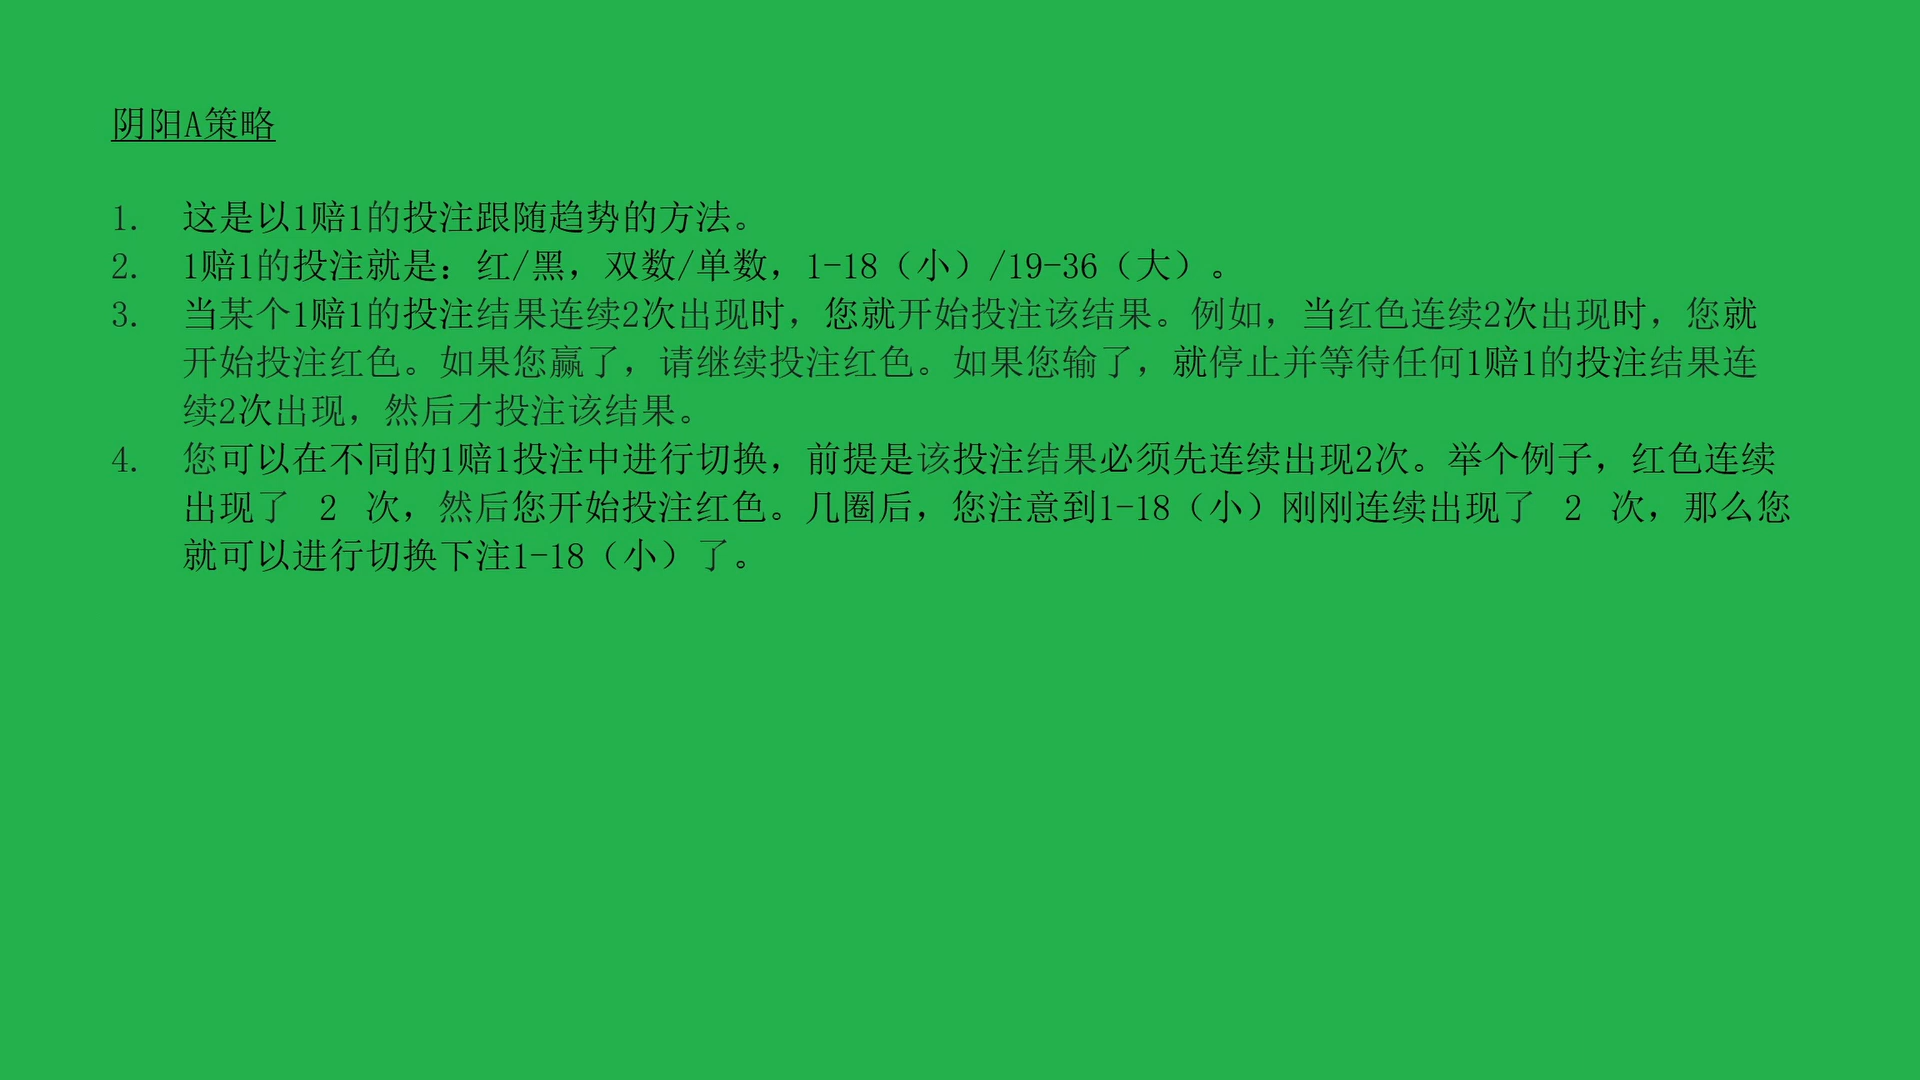 阴阳A策略
1. 这是以1赔1的投注跟随趋势的方法。
2. 1赔1的投注就是：红/黑，双数/单数，1-18（小）/19-36（大）。
3. 当某个1赔1的投注结果连续2次出现时，您就开始投注该结果。例如，当红色连续2次出现时，您就
开始投注红色。如果您赢了，请继续投注红色。如果您输了，就停止并等待任何1赔1的投注结果连
续2次出现，然后才投注该结果。
4. 您可以在不同的1赔1投注中进行切换，前提是该投注结果必须先连续出现2次。举个例子，红色连续
出现了 2 次，然后您开始投注红色。几圈后，您注意到1-18（小）刚刚连续出现了 2 次，那么您
就可以进行切换下注1-18（小）了。